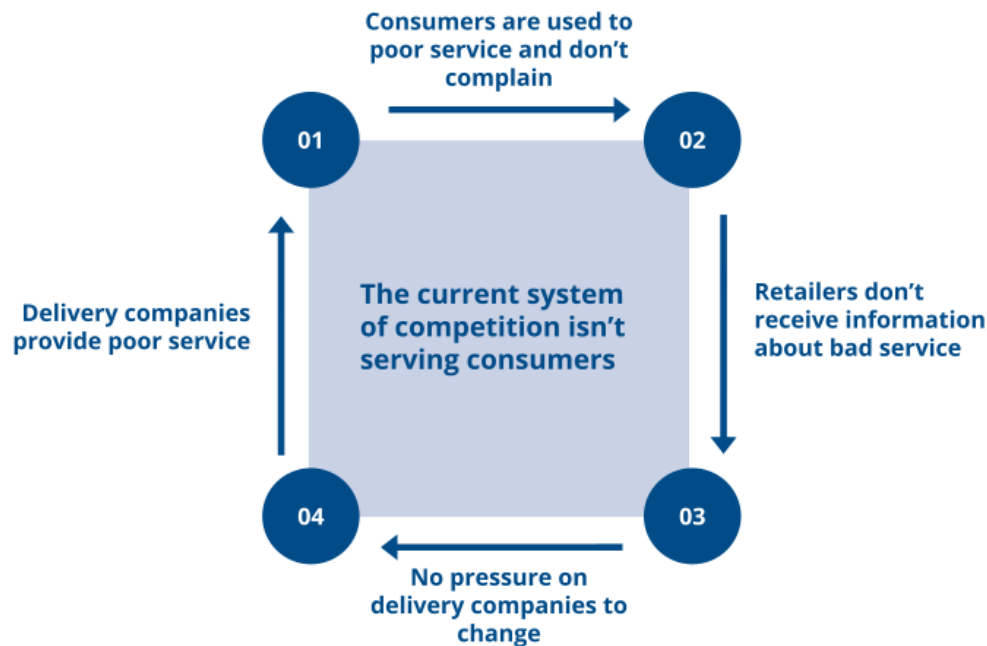 Consumers are used to
poor service and don’t
complain
01
02
The current system
of competition isn’t
serving consumers
Retailers don’t
receive information
about bad service
Delivery companies
provide poor service
04
03
No pressure on
delivery companies to
change